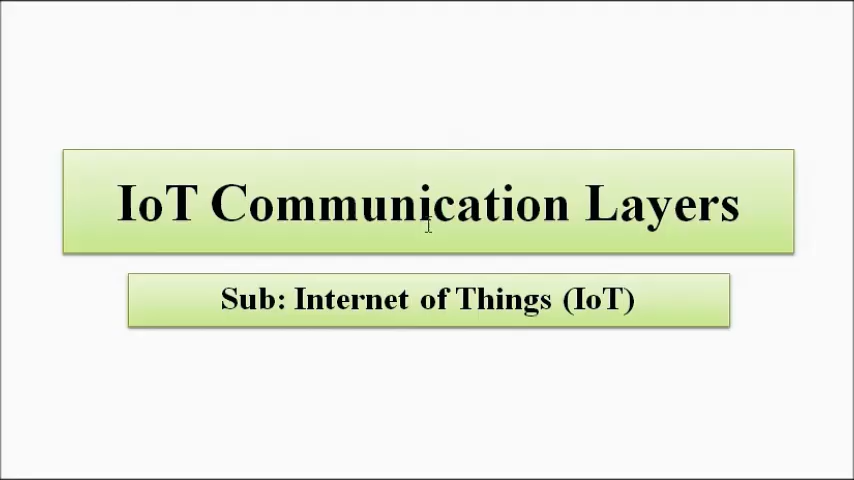 IoT Communication Layers
Sub: Internet of Things (IoT)